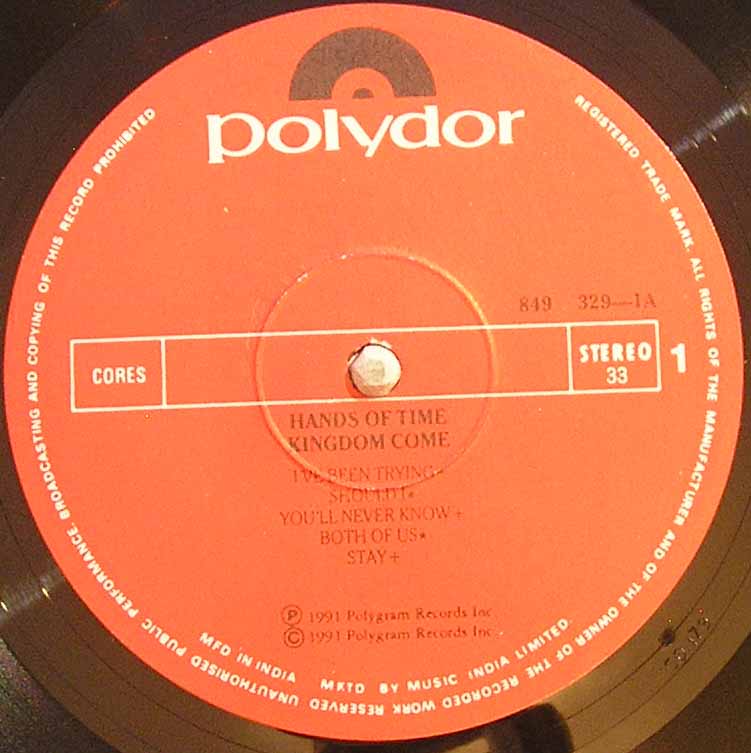 polydor
849 329—1A
CORES
STEREO
33
1
HANDS OF TIME
KINGDOM COME
I'VE BEEN TRYING*
SHOULD I*
YOU'LL NEVER KNOW+
BOTH OF US*
STAY+
Ⓟ 1991 Polygram Records Inc.
Ⓒ 1991 Polygram Records Inc.
MFD IN INDIA MKTD BY MUSIC INDIA LIMITED.
REGISTERED TRADE MARK. ALL RIGHTS OF THE MANUFACTURER AND OF THE OWNER OF THE RECORDED WORK RESERVED UNAUTHORISED PUBLIC PERFORMANCE, BROADCASTING AND COPYING OF THIS RECORD PROHIBITED